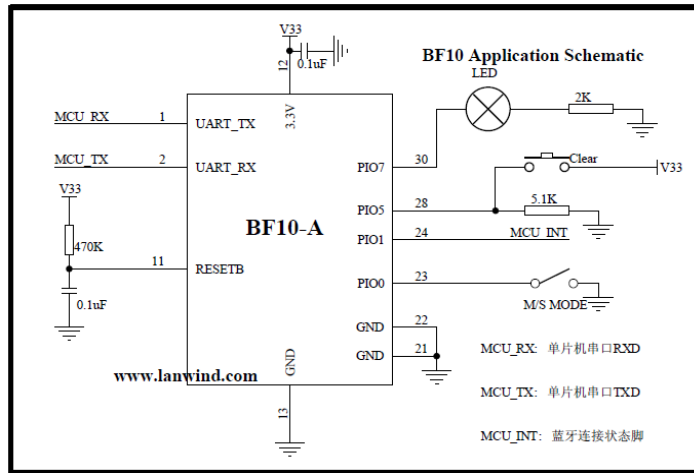 V33
0.1uF
BF10 Application Schematic
LED
12
2K
3.3V
MCU_RX
1
UART_TX
MCU_TX
2
UART_RX
PIO7
30
Clear
V33
V33
PIO5
28
5.1K
BF10-A
470K
PIO1
24
MCU_INT
11
RESETB
PIO0
23
0.1uF
M/S MODE
GND
22
GND
21
GND
www.lanwind.com
13
MCU_RX: 单片机串口RXD
MCU_TX: 单片机串口TXD
MCU_INT: 蓝牙连接状态脚